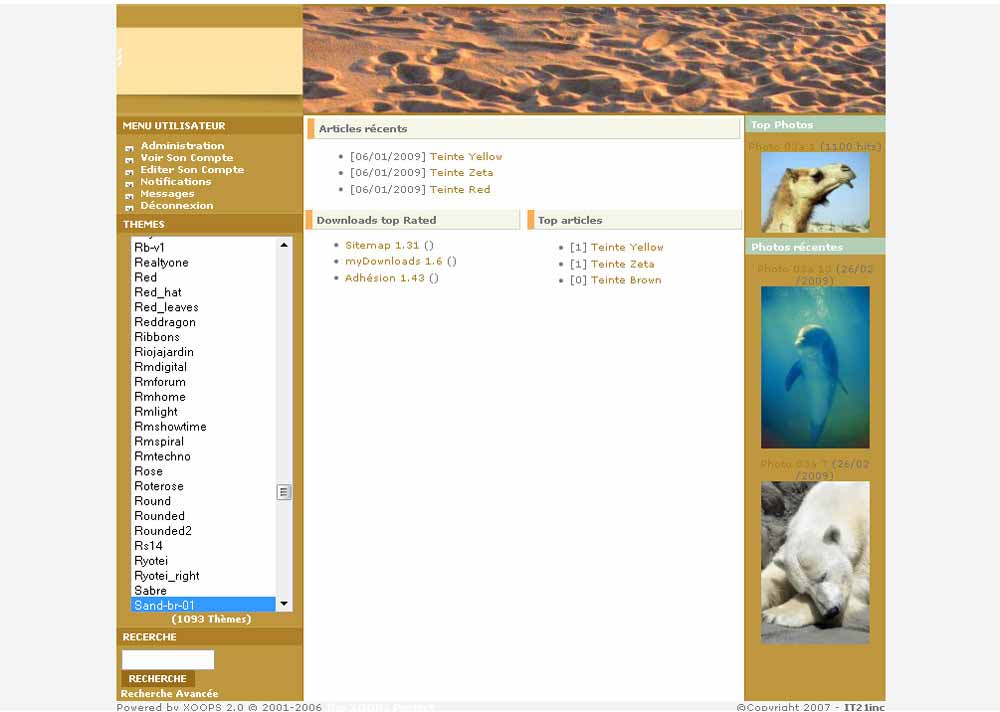 MENU UTILISATEUR
Administration
Voir Son Compte
Editer Son Compte
Notifications
Messages
Déconnexion
THEMES
Rb-v1
Realtyone
Red
Red_hat
Red_leaves
Reddragon
Ribbons
Riojajardin
Rmdigital
Rmforum
Rmhome
Rmlight
Rmshowtime
Rmspiral
Rmtechno
Rose
Roterose
Round
Rounded
Rounded2
Rs14
Ryotei
Ryotei_right
Sabre
Sand-br-01
(1093 Thèmes)
RECERCHE
RECHERCHE
Recherche Avancée
Articles récents
[06/01/2009] Teinte Yellow
[06/01/2009] Teinte Zeta
[06/01/2009] Teinte Red
Downloads top Rated
Sitemap 1.31 ()
myDownloads 1.6 ()
Adhésion 1.43 ()
Top articles
[1] Teinte Yellow
[1] Teinte Zeta
[0] Teinte Brown
Top Photos
Photo 03a 1 (1100 hits)
Photos récentes
Photo 03a 10 (26/02
/2009)
Photo 03a 7 (26/02
/2009)
Powered by XOOPS 2.0 © 2001-2006 The XOOPS Project
©Copyright 2007 - IT21inc